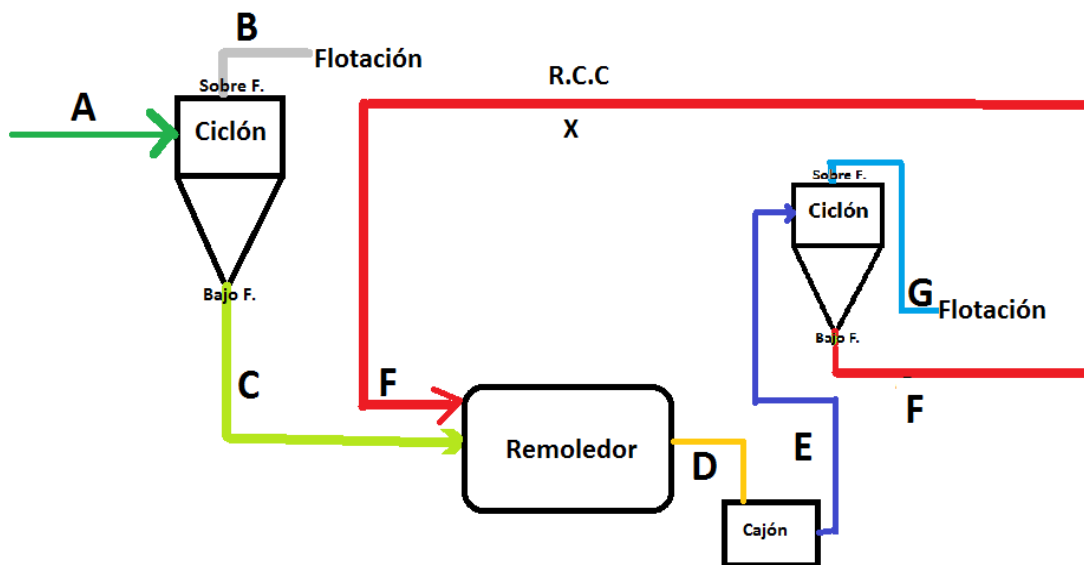 B
Flotación
Sobre F.
A
Ciclón
Bajo F.
C
R.C.C
X
Sobre F.
Ciclón
G
Flotación
Bajo F.
F
F
Remoledor
D
E
Cajón